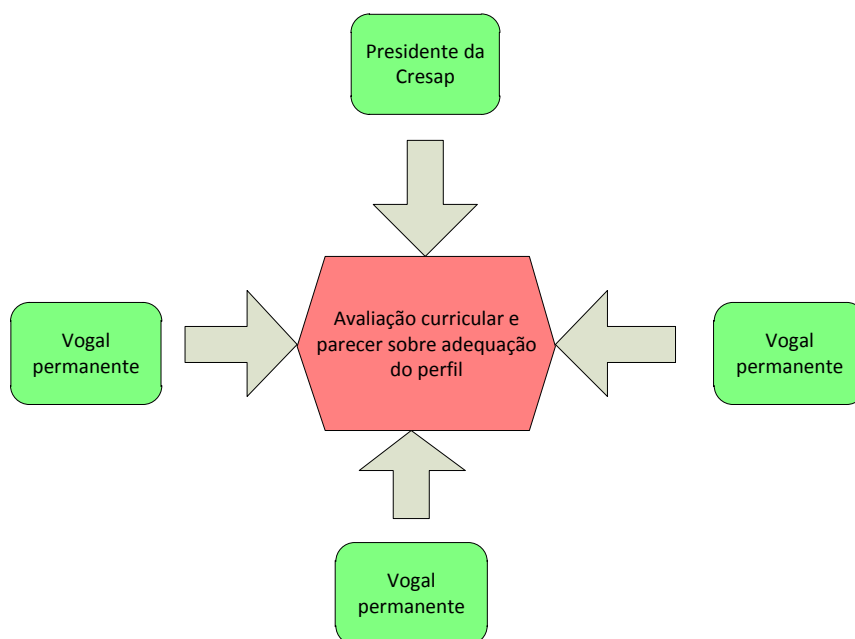 Presidente da
Cresap
Vogal
permanente
Avaliação curricular e
parecer sobre adequação
do perfil
Vogal
permanente
Vogal
permanente